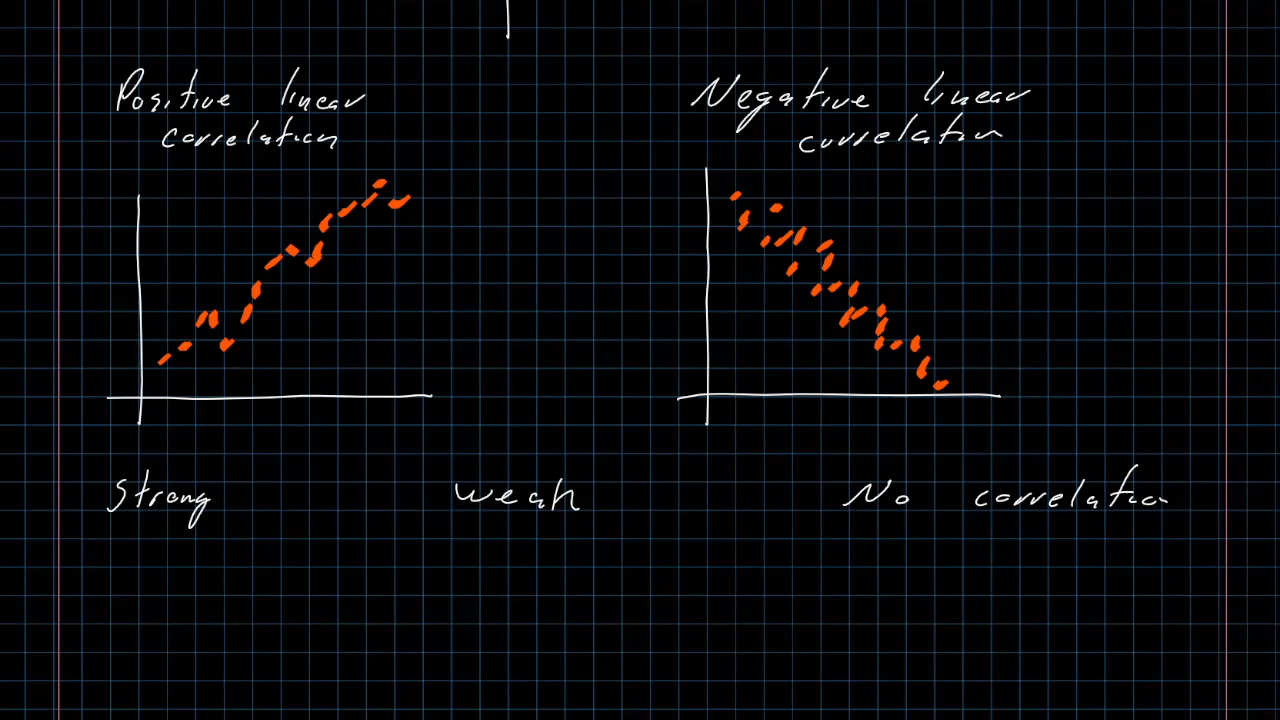 Positive linear
correlation
Negative linear
correlation
Strong weak No correlation